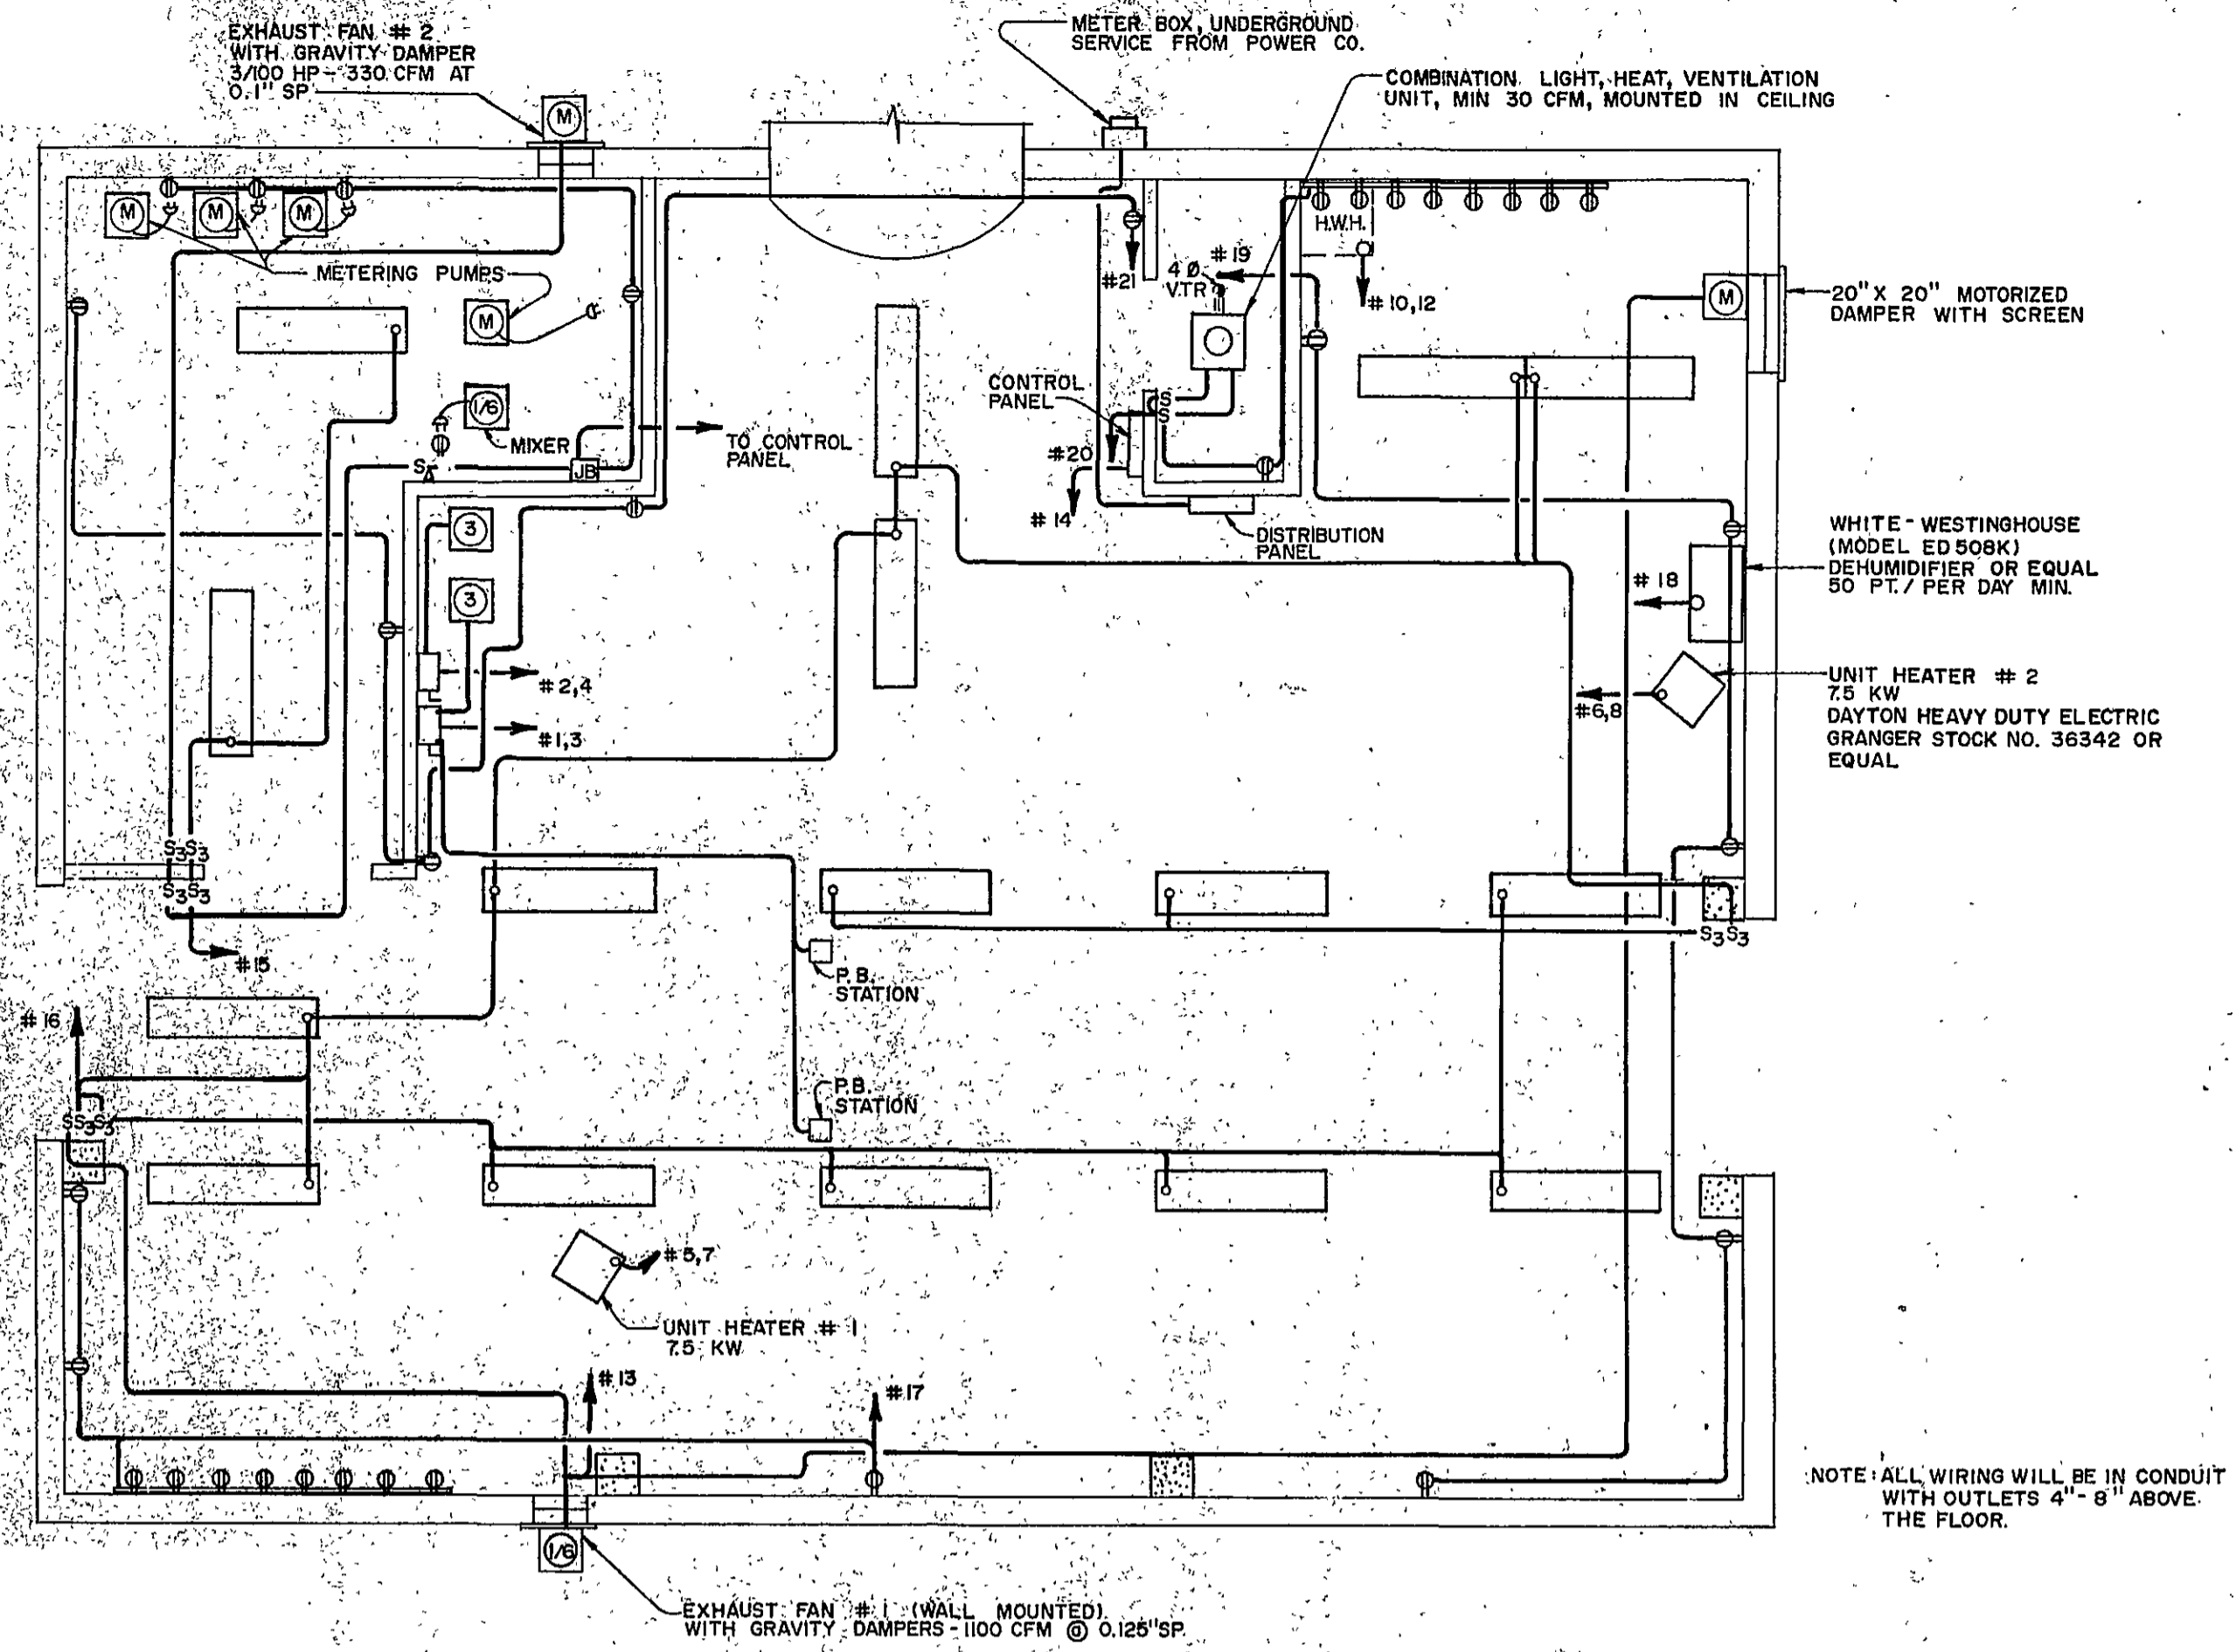 EXHAUST FAN # 2
WITH GRAVITY DAMPER
3/100 HP - 330 CFM AT
0.1" SP.
METER BOX, UNDERGROUND
SERVICE FROM POWER CO.
COMBINATION LIGHT, HEAT, VENTILATION
UNIT, MIN 30 CFM, MOUNTED IN CEILING
M
M
M
M
METERING PUMPS
M
1/6
MIXER
S
JB
TO CONTROL
PANEL
#21
4 Ø
V.T.R
#19
H.W.H.
#10,12
M
20" X 20" MOTORIZED
DAMPER WITH SCREEN
CONTROL
PANEL
S
S
#20
#14
DISTRIBUTION
PANEL
WHITE - WESTINGHOUSE
(MODEL ED508K)
DEHUMIDIFIER OR EQUAL
50 PT./ PER DAY MIN.
#18
3
3
#2,4
#1,3
UNIT HEATER # 2
7.5 KW
DAYTON HEAVY DUTY ELECTRIC
GRANGER STOCK NO. 36342 OR
EQUAL
#6,8
S3S3
S3S3
#15
S3S3
P.B.
STATION
#16
P.B.
STATION
SS3S3
#5,7
UNIT HEATER # 1
7.5 KW
#13
#17
NOTE: ALL WIRING WILL BE IN CONDUIT
WITH OUTLETS 4"- 8" ABOVE
THE FLOOR.
1/6
EXHAUST FAN # 1 (WALL MOUNTED)
WITH GRAVITY DAMPERS - 1100 CFM @ 0.125"SP.